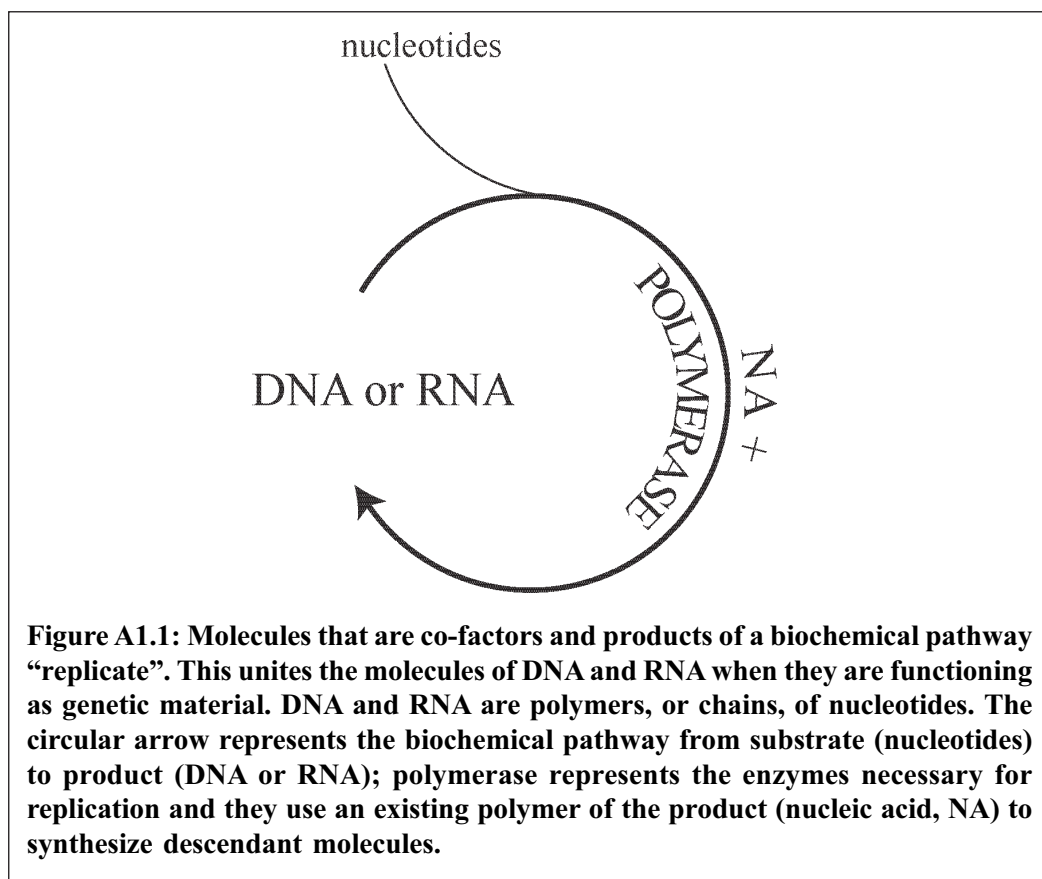 nucleotides
POLYMERASE
NA +
DNA or RNA
Figure A1.1: Molecules that are co-factors and products of a biochemical pathway
“replicate”. This unites the molecules of DNA and RNA when they are functioning
as genetic material. DNA and RNA are polymers, or chains, of nucleotides. The
circular arrow represents the biochemical pathway from substrate (nucleotides)
to product (DNA or RNA); polymerase represents the enzymes necessary for
replication and they use an existing polymer of the product (nucleic acid, NA) to
synthesize descendant molecules.